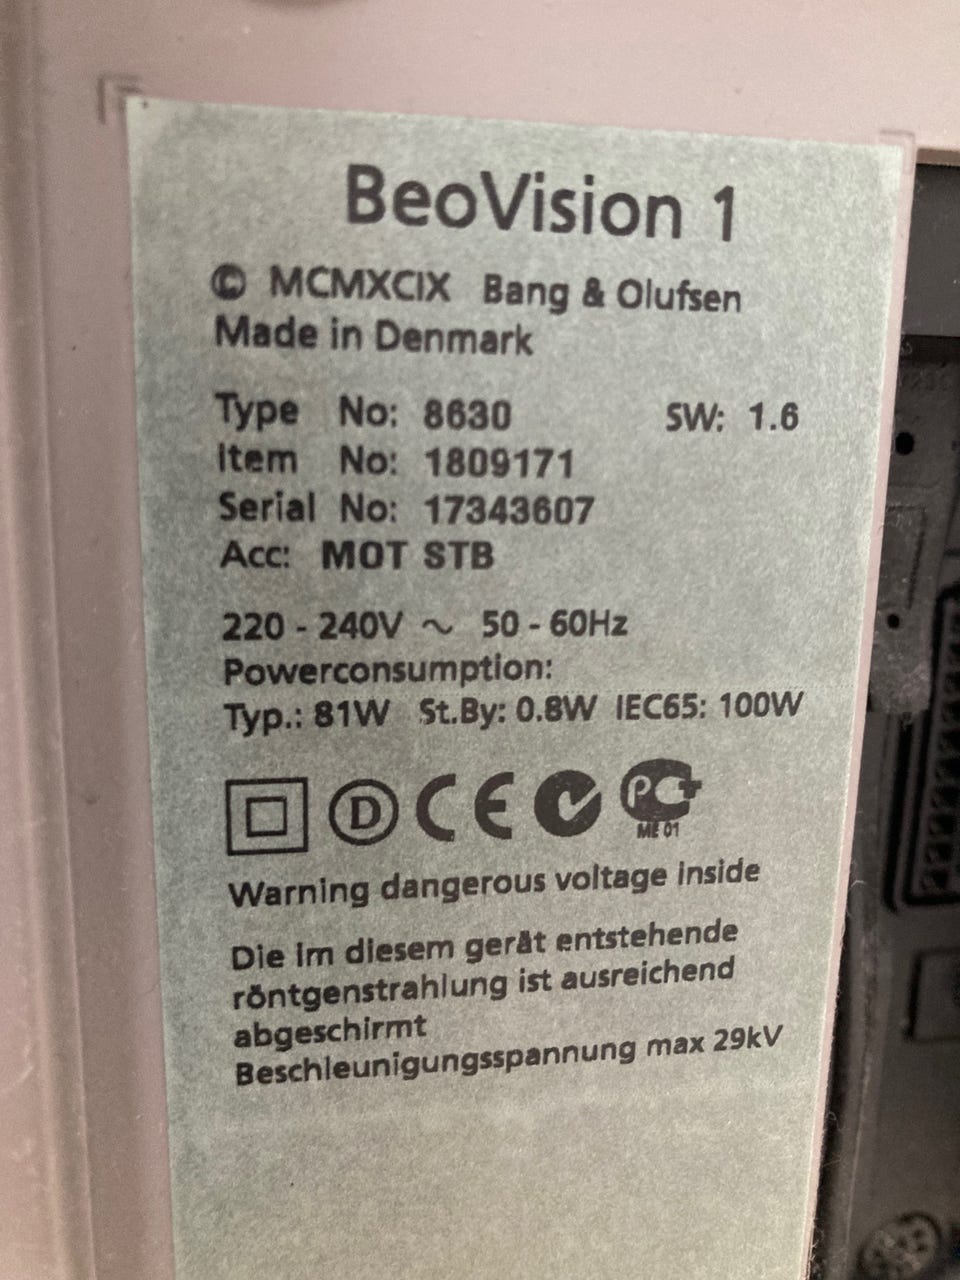 BeoVision 1
© MCMXCIX Bang & Olufsen
Made in Denmark
Type No: 8630 SW: 1.6
Item No: 1809171
Serial No: 17343607
Acc: MOT STB
220 - 240V ~ 50 - 60Hz
Powerconsumption:
Typ.: 81W St.By: 0.8W IEC65: 100W
D CE PC
ME 01
Warning dangerous voltage inside
Die im diesem gerät entstehende
röntgenstrahlung ist ausreichend
abgeschirmt
Beschleunigungsspannung max 29kV